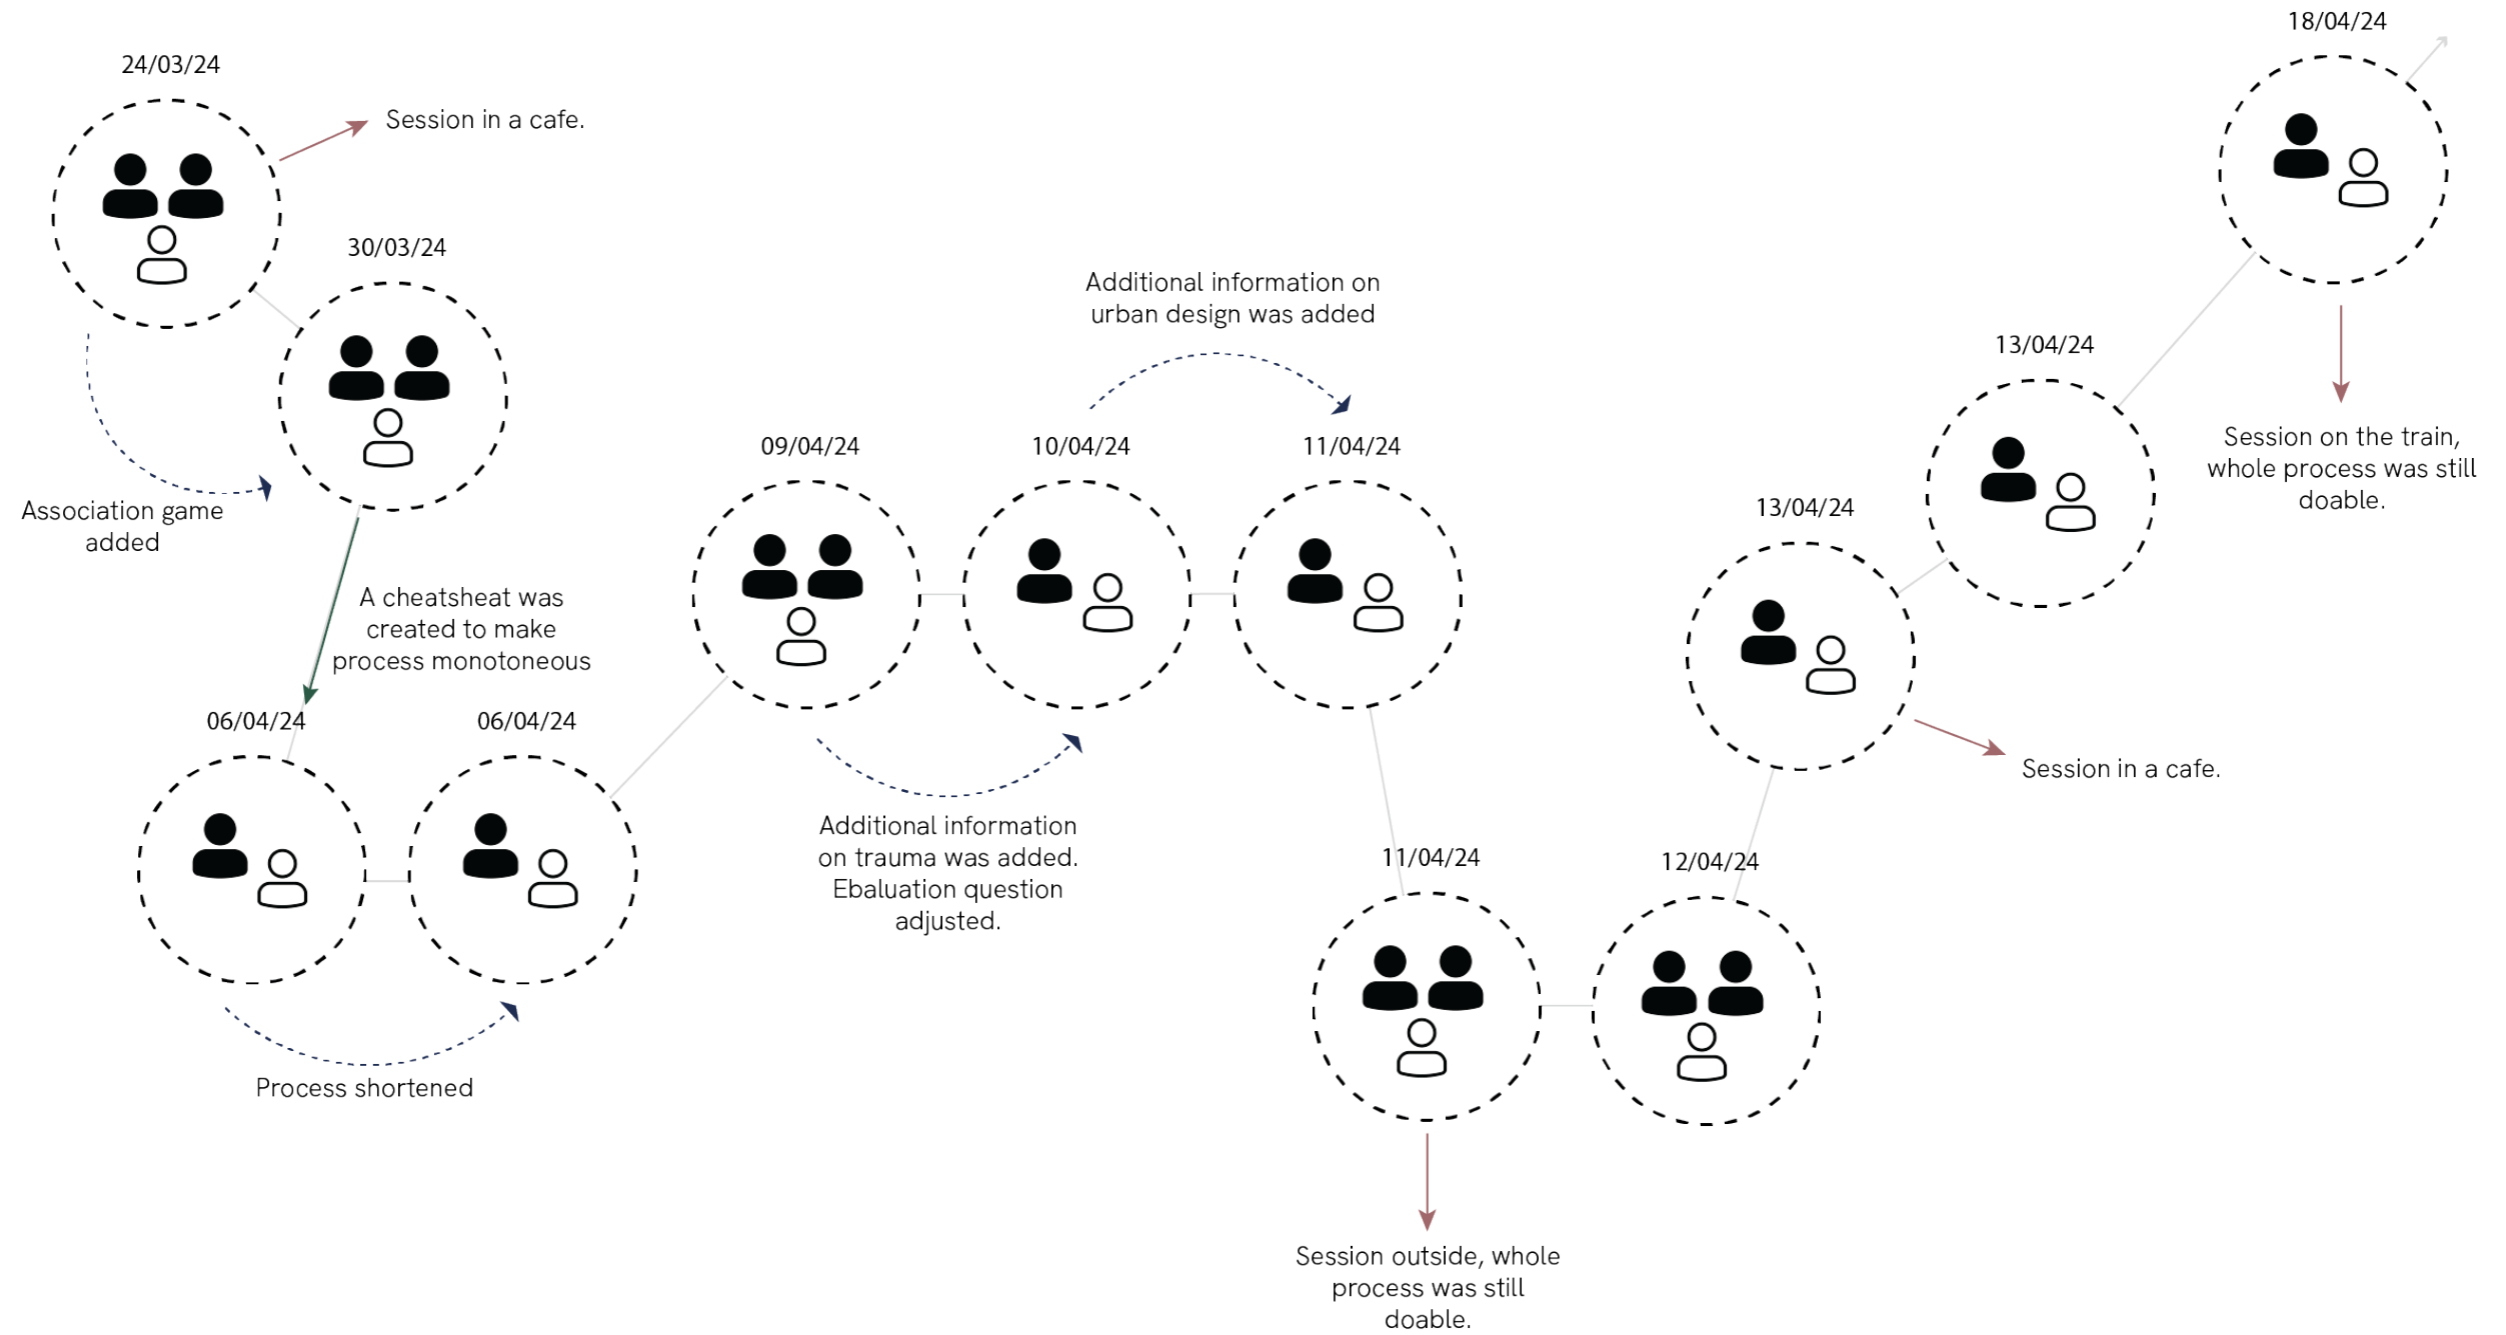 24/03/24
Session in a cafe.
30/03/24
Association game
added
A cheatsheat was
created to make
process monotoneous
06/04/24
06/04/24
Process shortened
09/04/24
10/04/24
11/04/24
Additional information on
urban design was added
Additional information
on trauma was added.
Ebaluation question
adjusted.
11/04/24
Session outside, whole
process was still
doable.
12/04/24
13/04/24
Session in a cafe.
13/04/24
18/04/24
Session on the train,
whole process was still
doable.